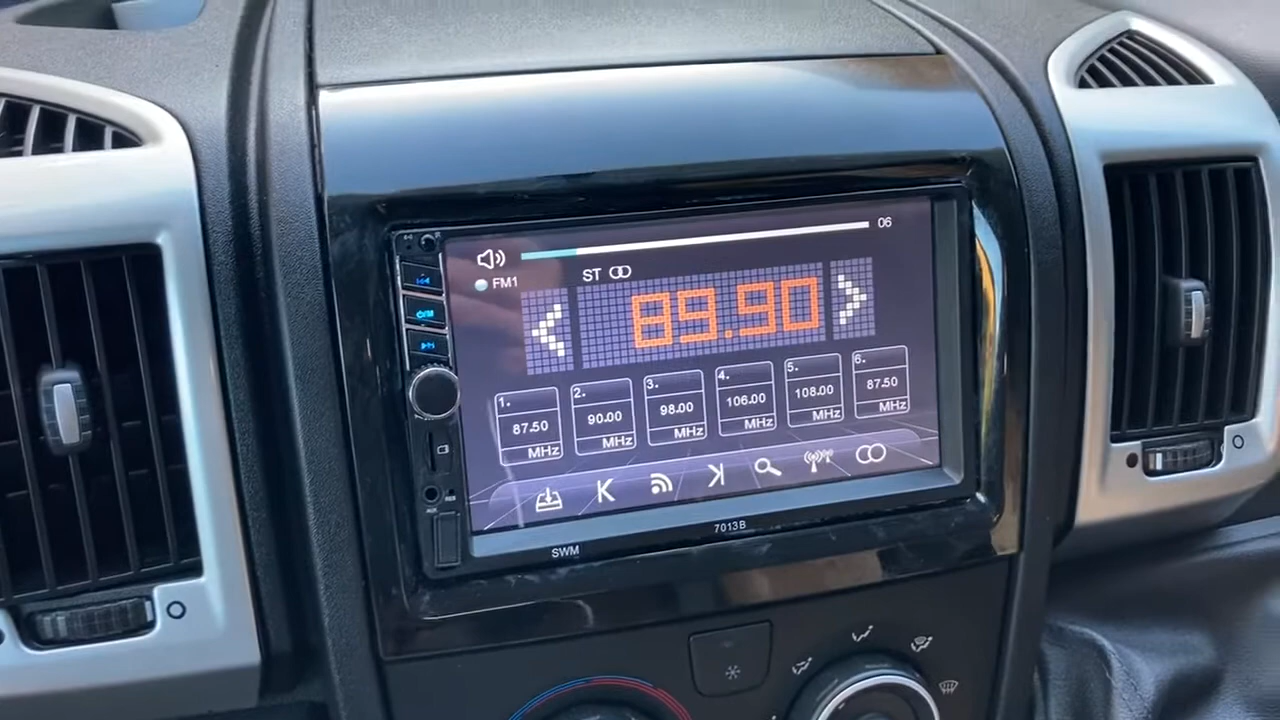 06
FM1
ST
89.90
1.
87.50
MHz
2.
90.00
MHz
3.
98.00
MHz
4.
106.00
MHz
5.
108.00
MHz
6.
87.50
MHz
7013B
SWM